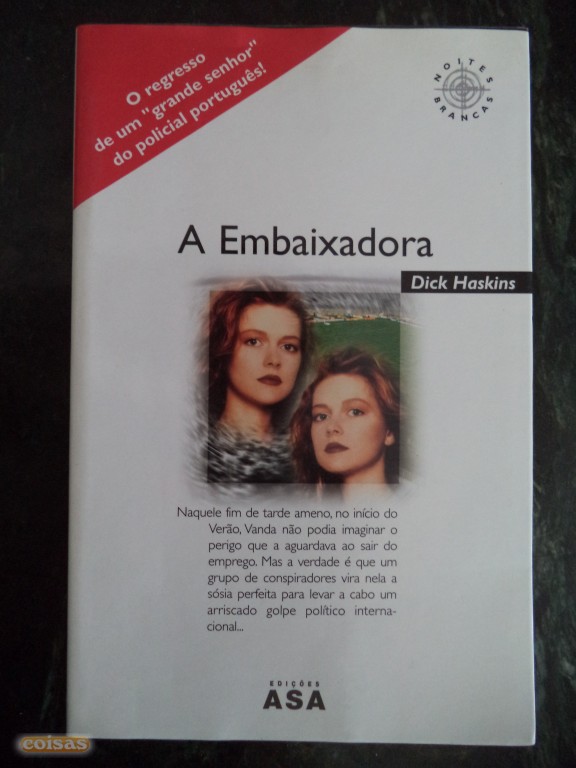 O regresso
de um "grande senhor"
do policial português!
NOITES
BRANCAS
A Embaixadora
Dick Haskins
Naquele fim de tarde ameno, no início do
Verão, Vanda não podia imaginar o
perigo que a aguardava ao sair do
emprego. Mas a verdade é que um
grupo de conspiradores vira nela a
sósia perfeita para levar a cabo um
arriscado golpe político interna-
cional...
EDIÇÕES
ASA
coisas